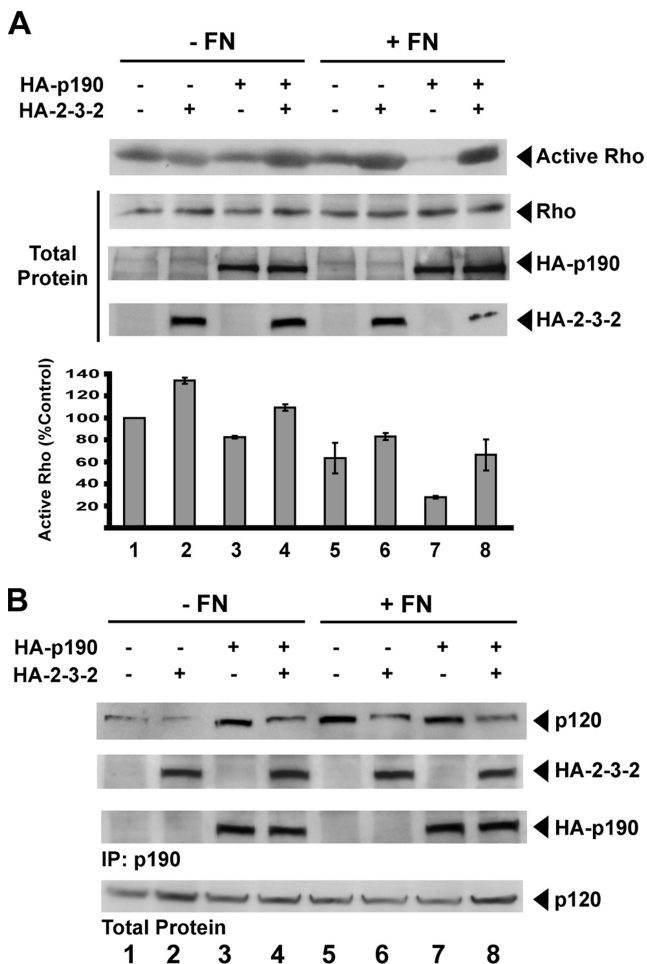 A
- FN + FN
HA-p190 - - + + - - + +
HA-2-3-2 - + - + - + - +
Active Rho
Rho
Total Protein
HA-p190
HA-2-3-2
Active Rho (%Control)
140
120
100
80
60
40
20
1 2 3 4 5 6 7 8
B
- FN + FN
HA-p190 - - + + - - + +
HA-2-3-2 - + - + - + - +
p120
HA-2-3-2
HA-p190
IP: p190
p120
Total Protein
1 2 3 4 5 6 7 8